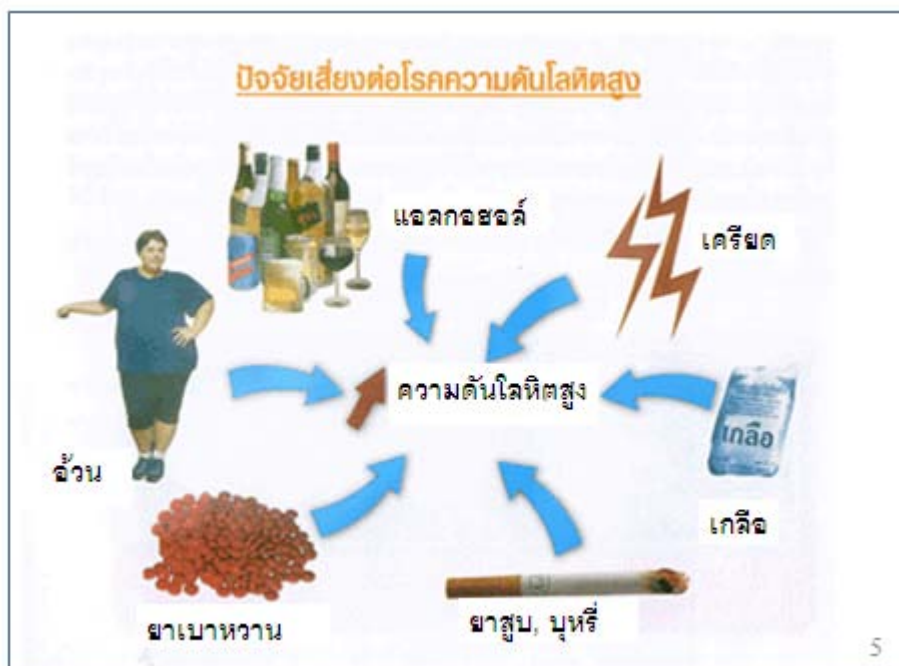 ปัจจัยเสี่ยงต่อโรคความดันโลหิตสูง
แอลกอฮอล์
เครียด
ความดันโลหิตสูง
เกลือ
อ้วน
เกลือ
ยาเบาหวาน
ยาสูบ, บุหรี่
5